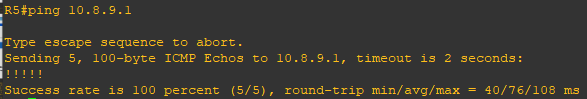 R5#ping 10.8.9.1
Type escape sequence to abort.
Sending 5, 100-byte ICMP Echos to 10.8.9.1, timeout is 2 seconds:
!!!!!
Success rate is 100 percent (5/5), round-trip min/avg/max = 40/76/108 ms